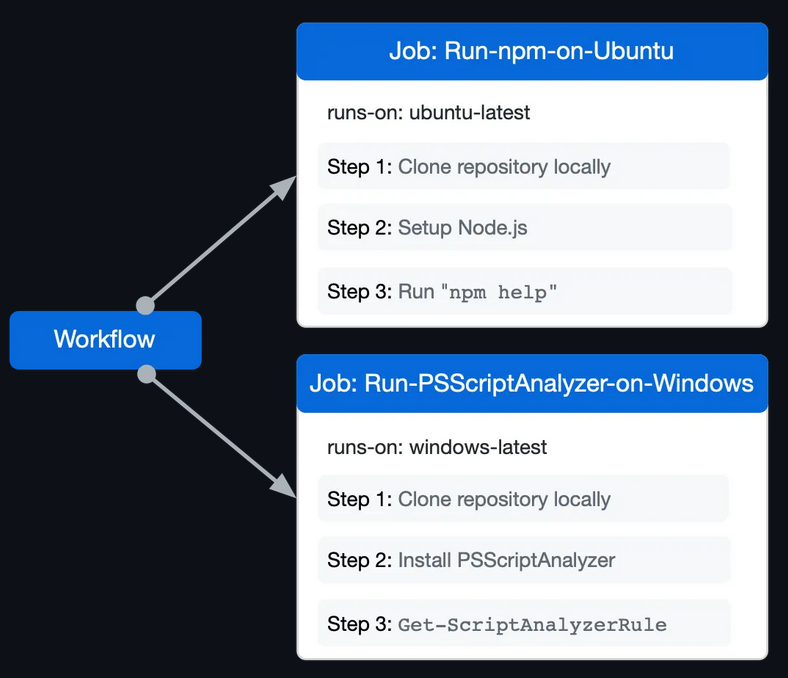 Job: Run-npm-on-Ubuntu
runs-on: ubuntu-latest
Step 1: Clone repository locally
Step 2: Setup Node.js
Step 3: Run "npm help"
Workflow
Job: Run-PSScriptAnalyzer-on-Windows
runs-on: windows-latest
Step 1: Clone repository locally
Step 2: Install PSScriptAnalyzer
Step 3: Get-ScriptAnalyzerRule